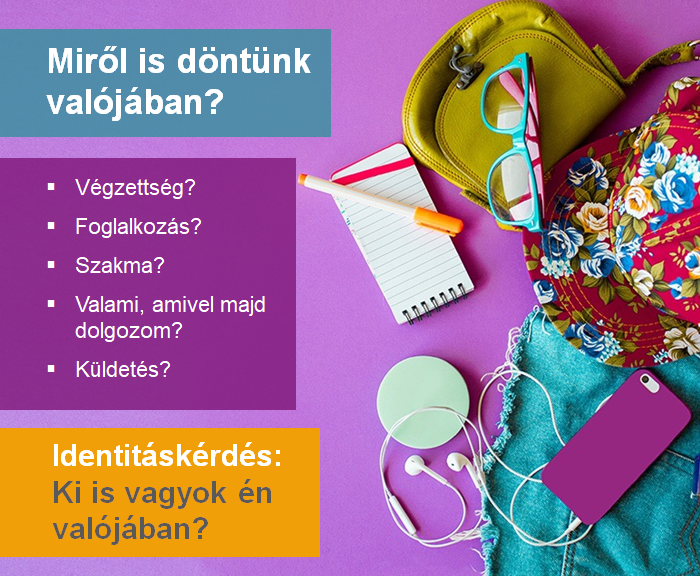 Miről is döntünk
valójában?
▪ Végzettség?
▪ Foglalkozás?
▪ Szakma?
▪ Valami, amivel majd
dolgozom?
▪ Küldetés?
Identitáskérdés:
Ki is vagyok én
valójában?